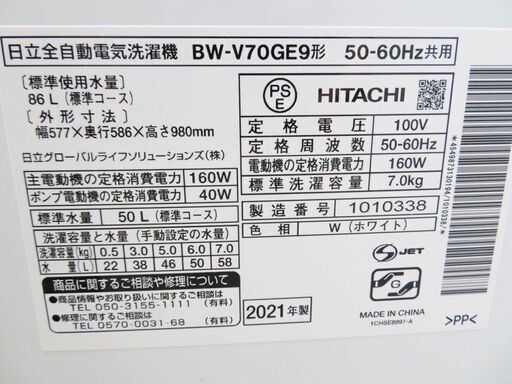 日立全自動電気洗濯機 BW-V70GE9形 50-60Hz共用
[標準使用水量]
86L(標準コース)
[外形寸法]
幅577×奥行586×高さ980mm
日立グローバルライフソリューションズ(株)
PS
E
HITACHI
定格電圧 100V
定格周波数 50-60Hz
電動機の定格消費電力 160W
標準洗濯容量 7.0kg
主電動機の定格消費電力 160W
ポンプ電動機の定格消費電力 40W
標準水量 50L(標準コース)
製造番号 1010338
色相 W(ホワイト)
洗濯容量と水量(手動設定の水量)
洗濯容量(kg) 0.5 3.0 5.0 6.0 7.0
水量(L) 22 38 46 50 58
商品に関するご相談や修理について
●商品情報やお取り扱いに関するご相談は
TEL 050-3155-1111 (有料)
●修理に関するご相談は
TEL 0570-0031-68 (有料)
2021年製
S JET
G
MADE IN CHINA
1CHSE8997-A
>PP<